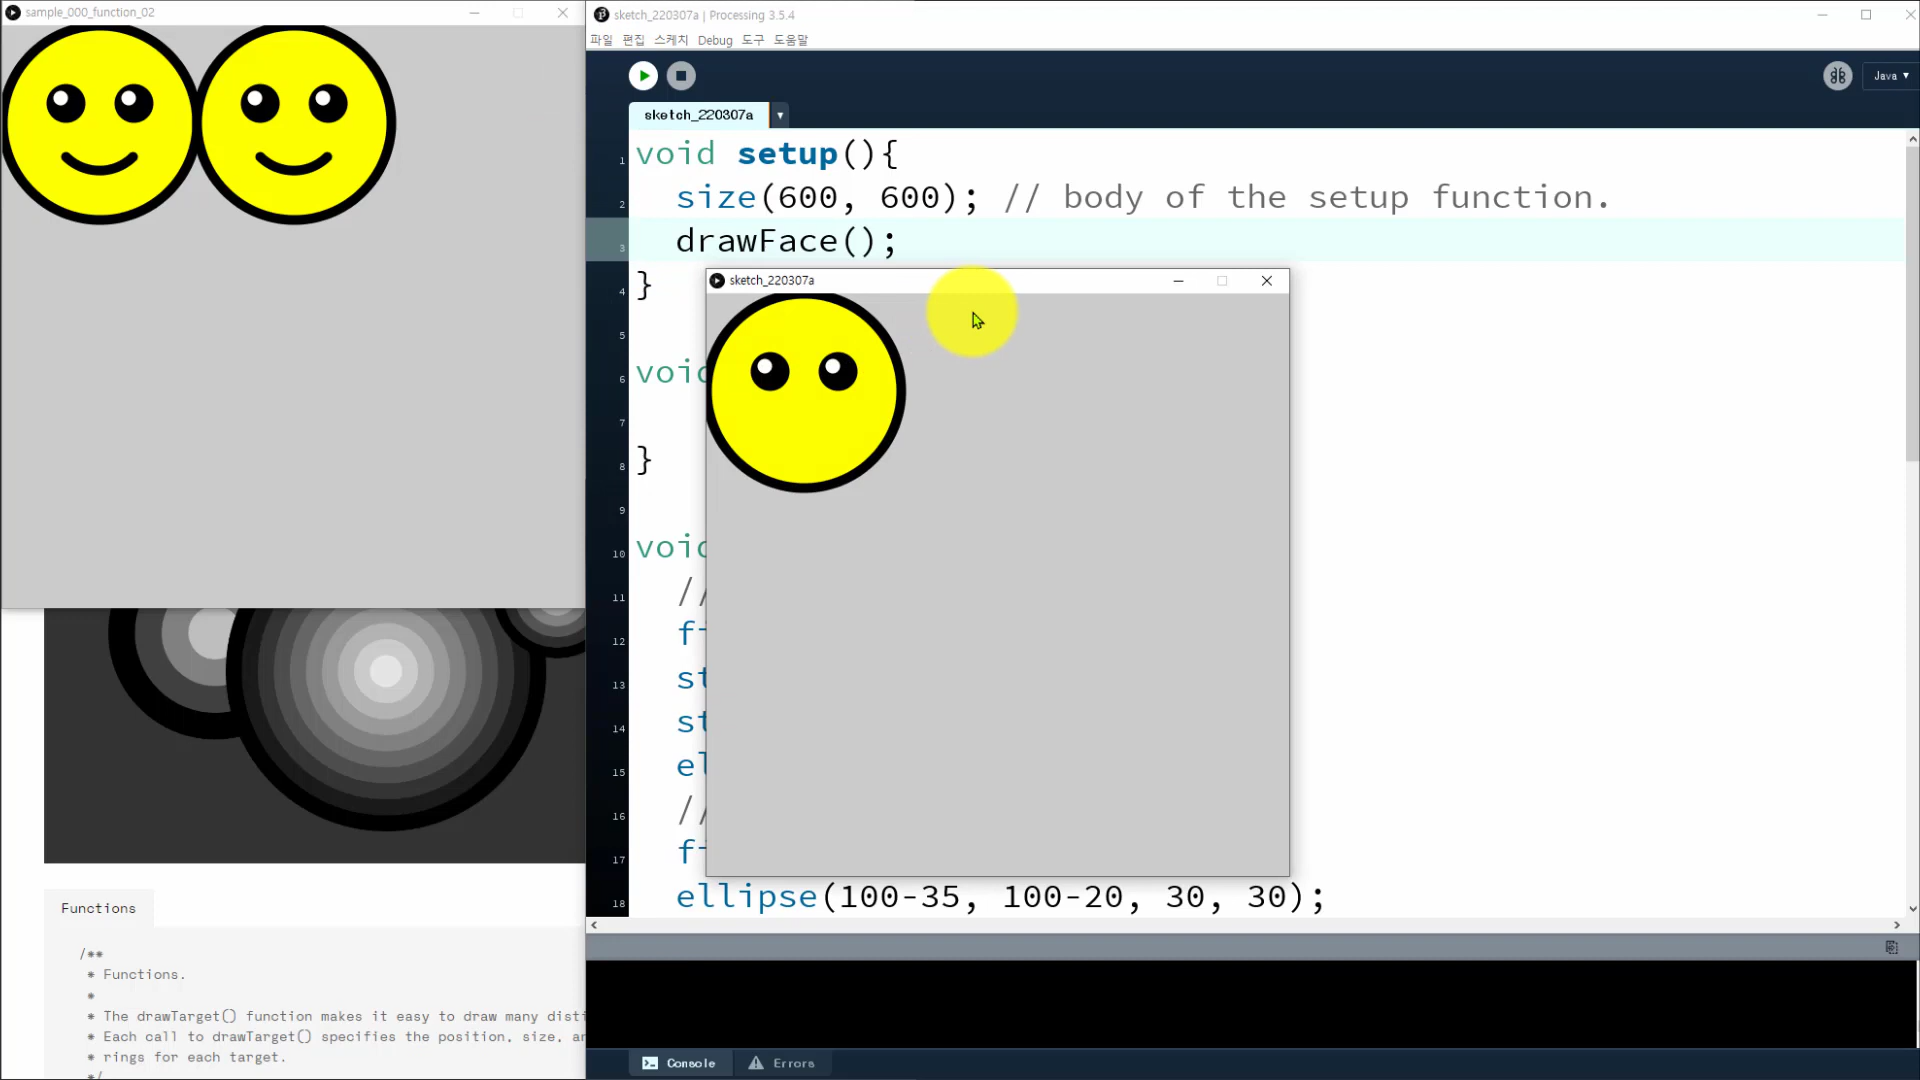 sample_000_function_02
sketch_220307a | Processing 3.5.4
파일 편집 스케치 Debug 도구 도움말
Java ▾
sketch_220307a
1 void setup(){
2 size(600, 600); // body of the setup function.
3 drawFace();
4 }
sketch_220307a
5
6 void
7
8 }
9
10 void
11 //
12
13 st
14 st
15 el
16 //
17
18 ellipse(100-35, 100-20, 30, 30);
Functions
/**
* Functions.
*
* The drawTarget() function makes it easy to draw many disti
* Each call to drawTarget() specifies the position, size, an
* rings for each target.
*/
Console Errors